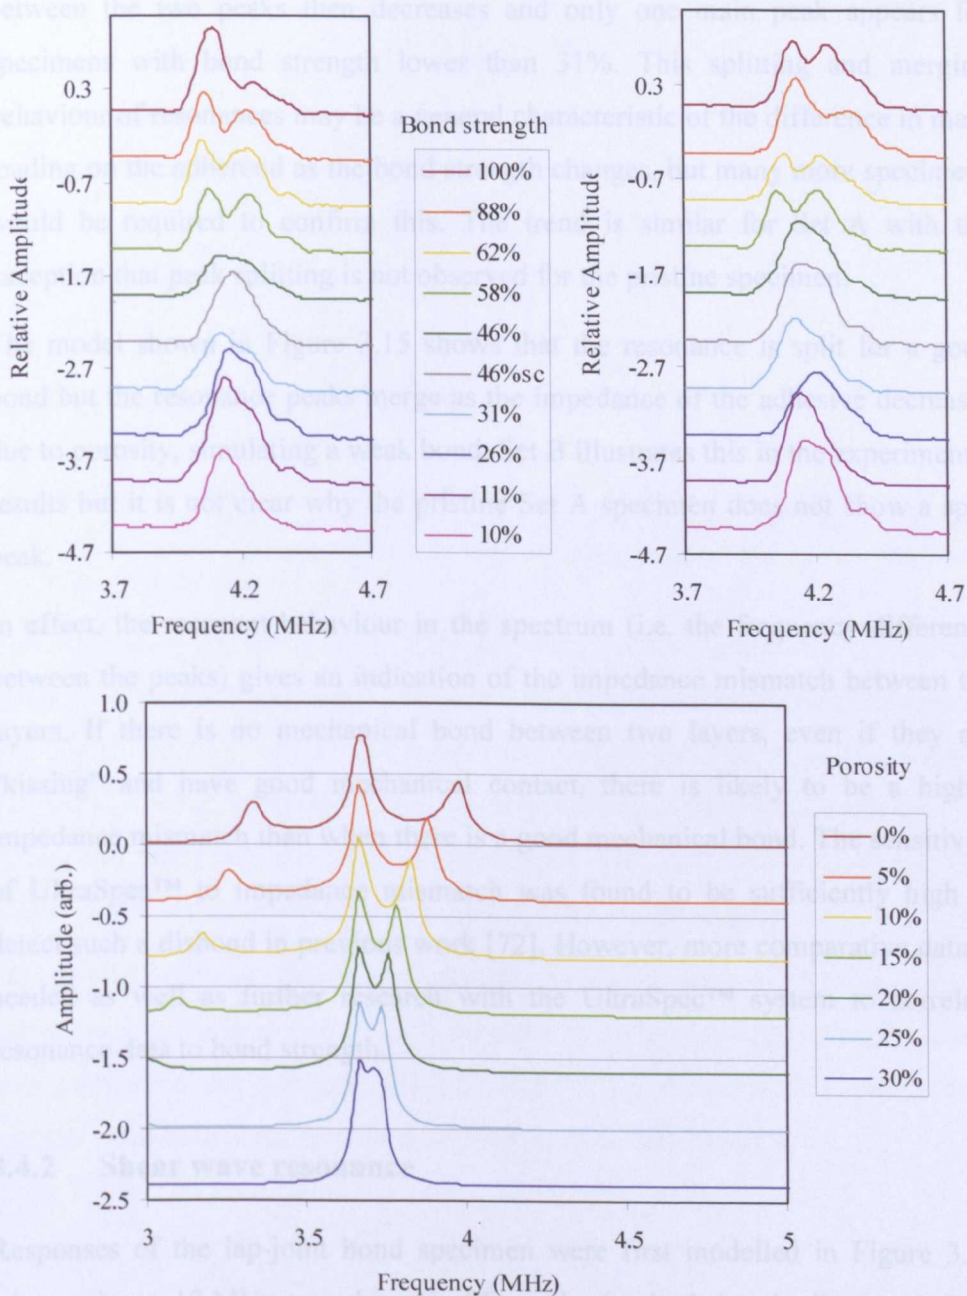 between the two peaks then decreases and only one main peak appears
specimens with bond strength lower than 31%. This splitting and
behaviour of resonances may be a general characteristic of the difference in
on the adherend as the bond strength changes, but many more
would be required to confirm this. The trend is similar for Set A with
exception that peak splitting is not observed for the pristine specimen.
model shown in Figure 3.15 shows that the resonance is split for a
bond but the resonance peaks merge as the impedance of the adhesive
due to porosity, simulating a weak bond. Set B illustrates this in the
results but it is not clear why the pristine Set A specimen does not show a
peak.
In effect, the behaviour in the spectrum (i.e. the
between the peaks) gives an indication of the impedance mismatch between
layers. If there is no mechanical bond between two layers, even if they
"kissing" and have good mechanical contact, there is likely to be a
impedance mismatch than when there is a good mechanical bond. The
of UltraSpec™ to impedance mismatch was found to be sufficiently high
detect such a disbond in previous work [72]. However, more comparative data
needed as well as further research with the UltraSpec™ system to
resonance data to bond strength.
3.4.2 Shear wave resonance
Responses of the lap-joint bond specimen were first modelled in Figure 3.
Relative Amplitude
0.3
-0.7
-1.7
-2.7
-3.7
-4.7
3.7
4.2
4.7
Frequency (MHz)
Bond strength
100%
88%
62%
58%
46%
46%sc
31%
26%
11%
10%
Relative Amplitude
0.3
-0.7
-1.7
-2.7
-3.7
-4.7
3.7
4.2
4.7
Frequency (MHz)
Amplitude (arb.)
1.0
0.5
0.0
-0.5
-1.0
-1.5
-2.0
-2.5
3
3.5
4
4.5
5
Frequency (MHz)
Porosity
0%
5%
10%
15%
20%
25%
30%